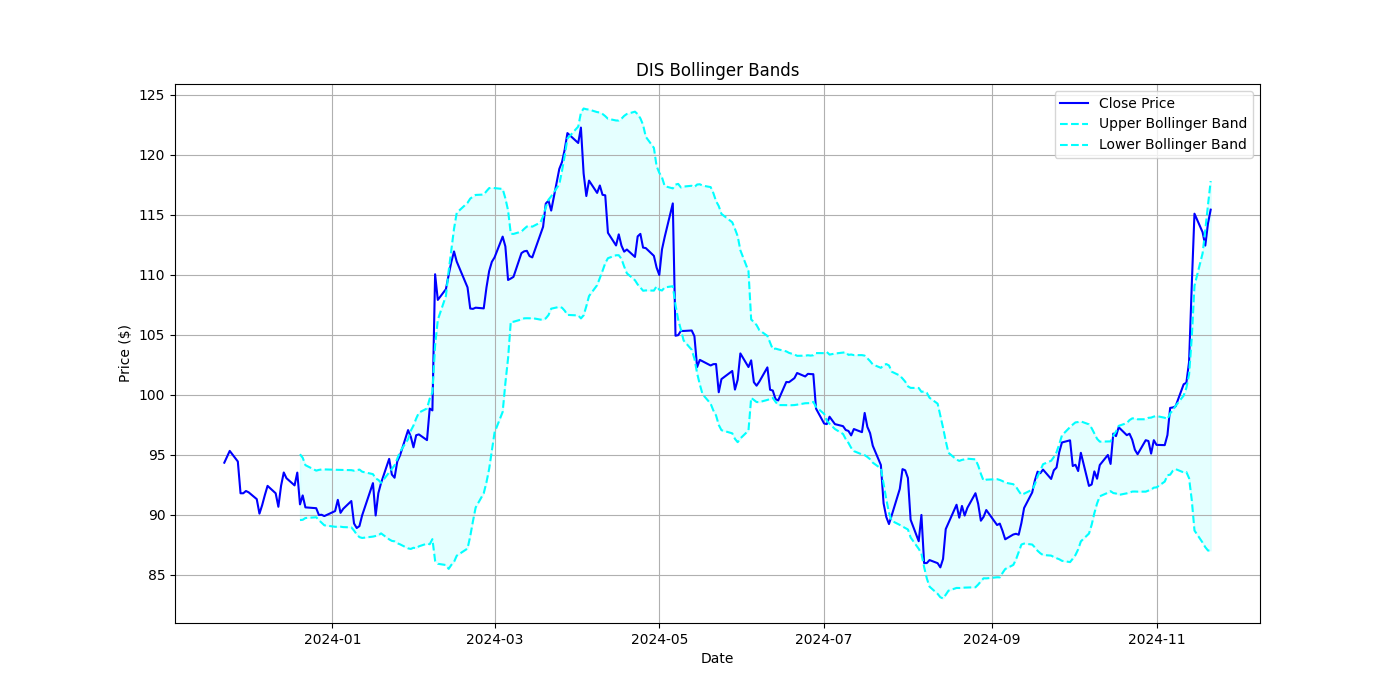 DIS Bollinger Bands
Close Price
Upper Bollinger Band
Lower Bollinger Band
Price ($)
125
120
115
110
105
100
95
90
85
2024-01 2024-03 2024-05 2024-07 2024-09 2024-11
Date